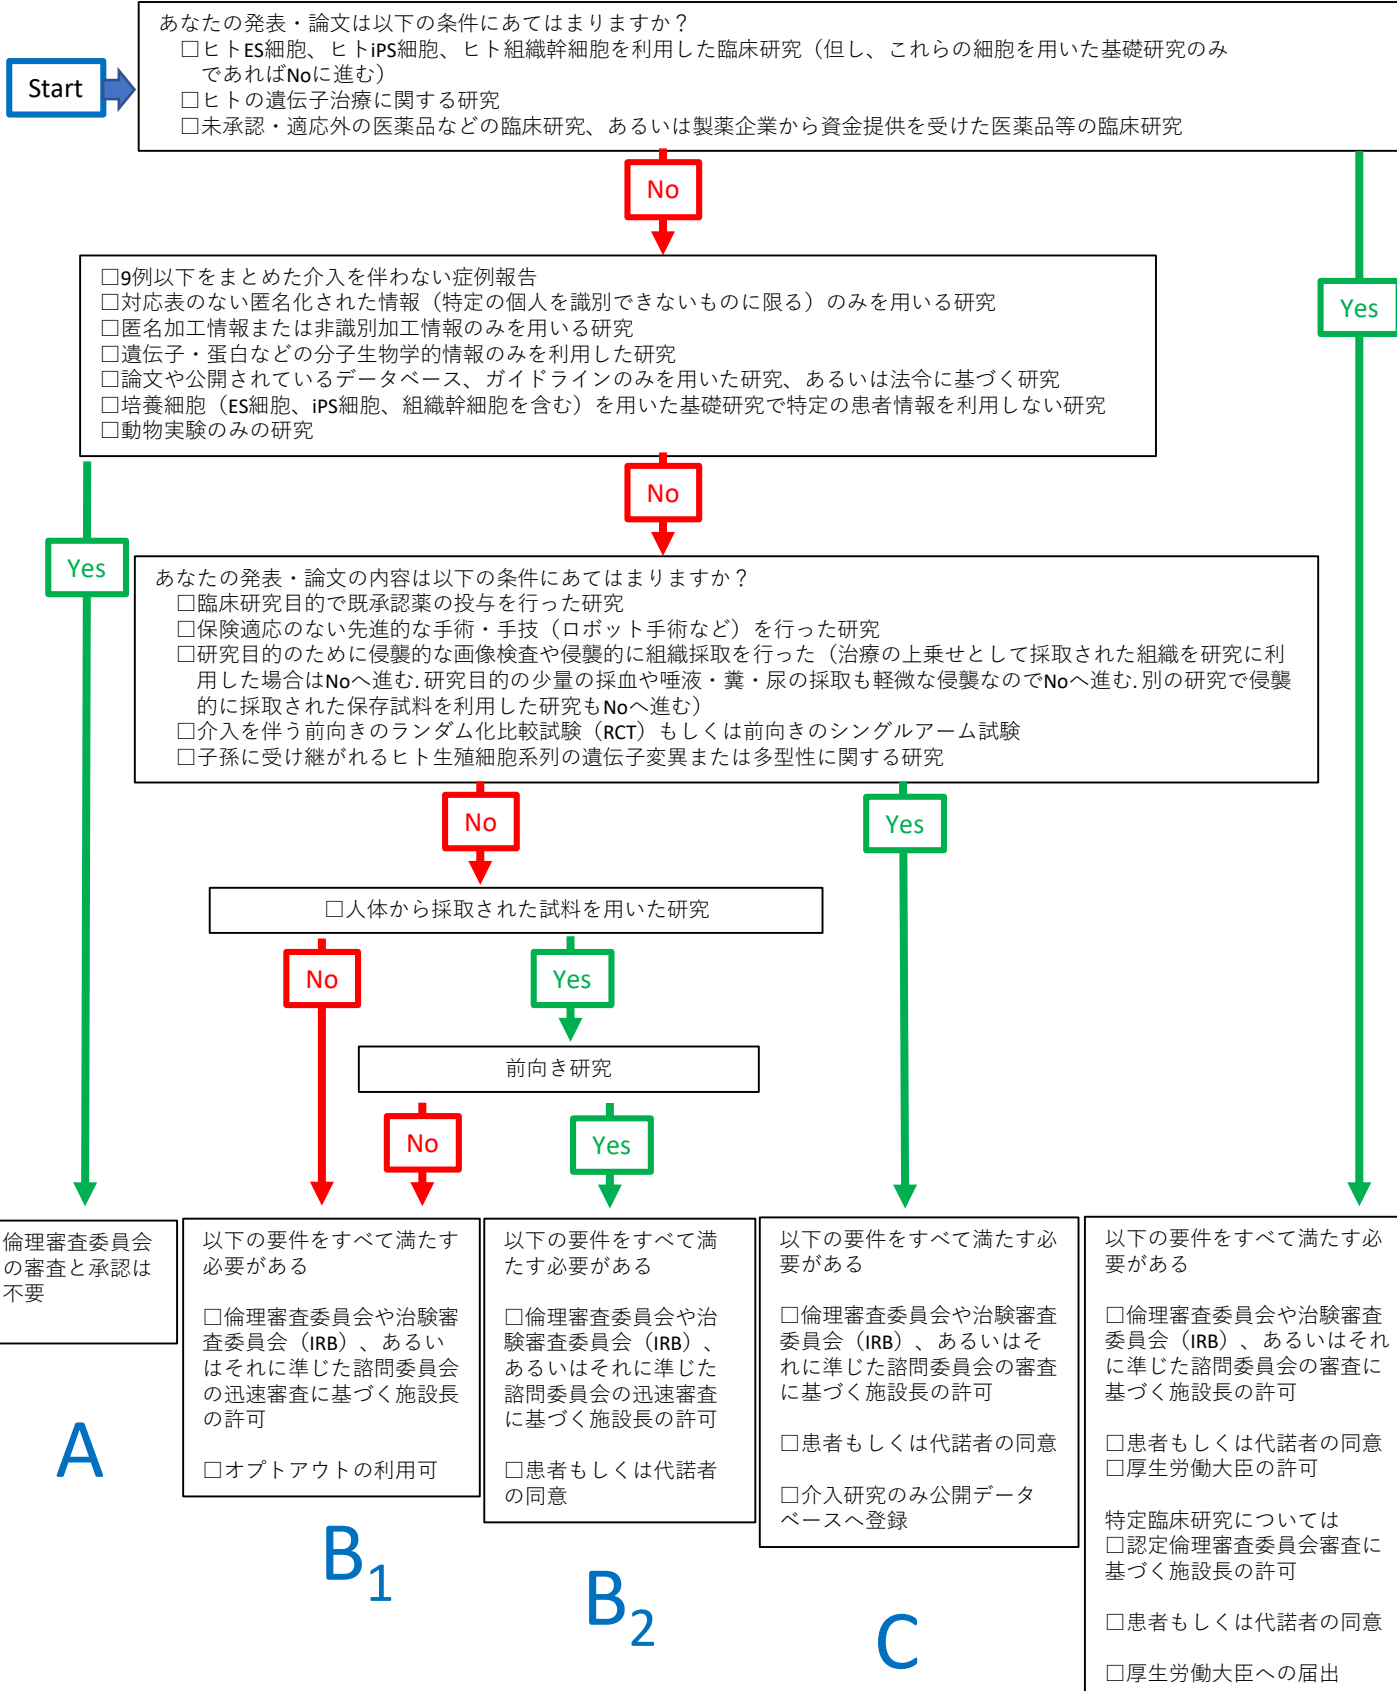 あなたの発表・論文は以下の条件にあてはまりますか？
□ヒトES細胞、ヒトiPS細胞、ヒト組織幹細胞を利用した臨床研究（但し、これらの細胞を用いた基礎研究のみ
であればNoに進む）
□ヒトの遺伝子治療に関する研究
□未承認・適応外の医薬品などの臨床研究、あるいは製薬企業から資金提供を受けた医薬品等の臨床研究
Start
No
Yes
□9例以下をまとめた介入を伴わない症例報告
□対応表のない匿名化された情報（特定の個人を識別できないものに限る）のみを用いる研究
□匿名加工情報または非識別加工情報のみを用いる研究
□遺伝子・蛋白などの分子生物学的情報のみを利用した研究
□論文や公開されているデータベース、ガイドラインのみを用いた研究、あるいは法令に基づく研究
□培養細胞（ES細胞、iPS細胞、組織幹細胞を含む）を用いた基礎研究で特定の患者情報を利用しない研究
□動物実験のみの研究
No
Yes
あなたの発表・論文の内容は以下の条件にあてはまりますか？
□臨床研究目的で既承認薬の投与を行った研究
□保険適応のない先進的な手術・手技（ロボット手術など）を行った研究
□研究目的のために侵襲的な画像検査や侵襲的に組織採取を行った（治療の上乗せとして採取された組織を研究に利
用した場合はNoへ進む.研究目的の少量の採血や唾液・糞・尿の採取も軽微な侵襲なのでNoへ進む.別の研究で侵襲
的に採取された保存試料を利用した研究もNoへ進む）
□介入を伴う前向きのランダム化比較試験（RCT）もしくは前向きのシングルアーム試験
□子孫に受け継がれるヒト生殖細胞系列の遺伝子変異または多型性に関する研究
No
Yes
□人体から採取された試料を用いた研究
No
Yes
前向き研究
No
Yes
倫理審査委員会
の審査と承認は
不要
A
以下の要件をすべて満たす
必要がある
□倫理審査委員会や治験審
査委員会（IRB）、あるい
はそれに準じた諮問委員会
の迅速審査に基づく施設長
の許可
□オプトアウトの利用可
B1
以下の要件をすべて満
たす必要がある
□倫理審査委員会や治
験審査委員会（IRB）、
あるいはそれに準じた
諮問委員会の迅速審査
に基づく施設長の許可
□患者もしくは代諾者
の同意
B2
以下の要件をすべて満たす必
要がある
□倫理審査委員会や治験審査
委員会（IRB）、あるいはそ
れに準じた諮問委員会の審査
に基づく施設長の許可
□患者もしくは代諾者の同意
□介入研究のみ公開データ
ベースへ登録
C
以下の要件をすべて満たす必
要がある
□倫理審査委員会や治験審査
委員会（IRB）、あるいはそれ
に準じた諮問委員会の審査に
基づく施設長の許可
□患者もしくは代諾者の同意
□厚生労働大臣の許可
特定臨床研究については
□認定倫理審査委員会審査に
基づく施設長の許可
□患者もしくは代諾者の同意
□厚生労働大臣への届出